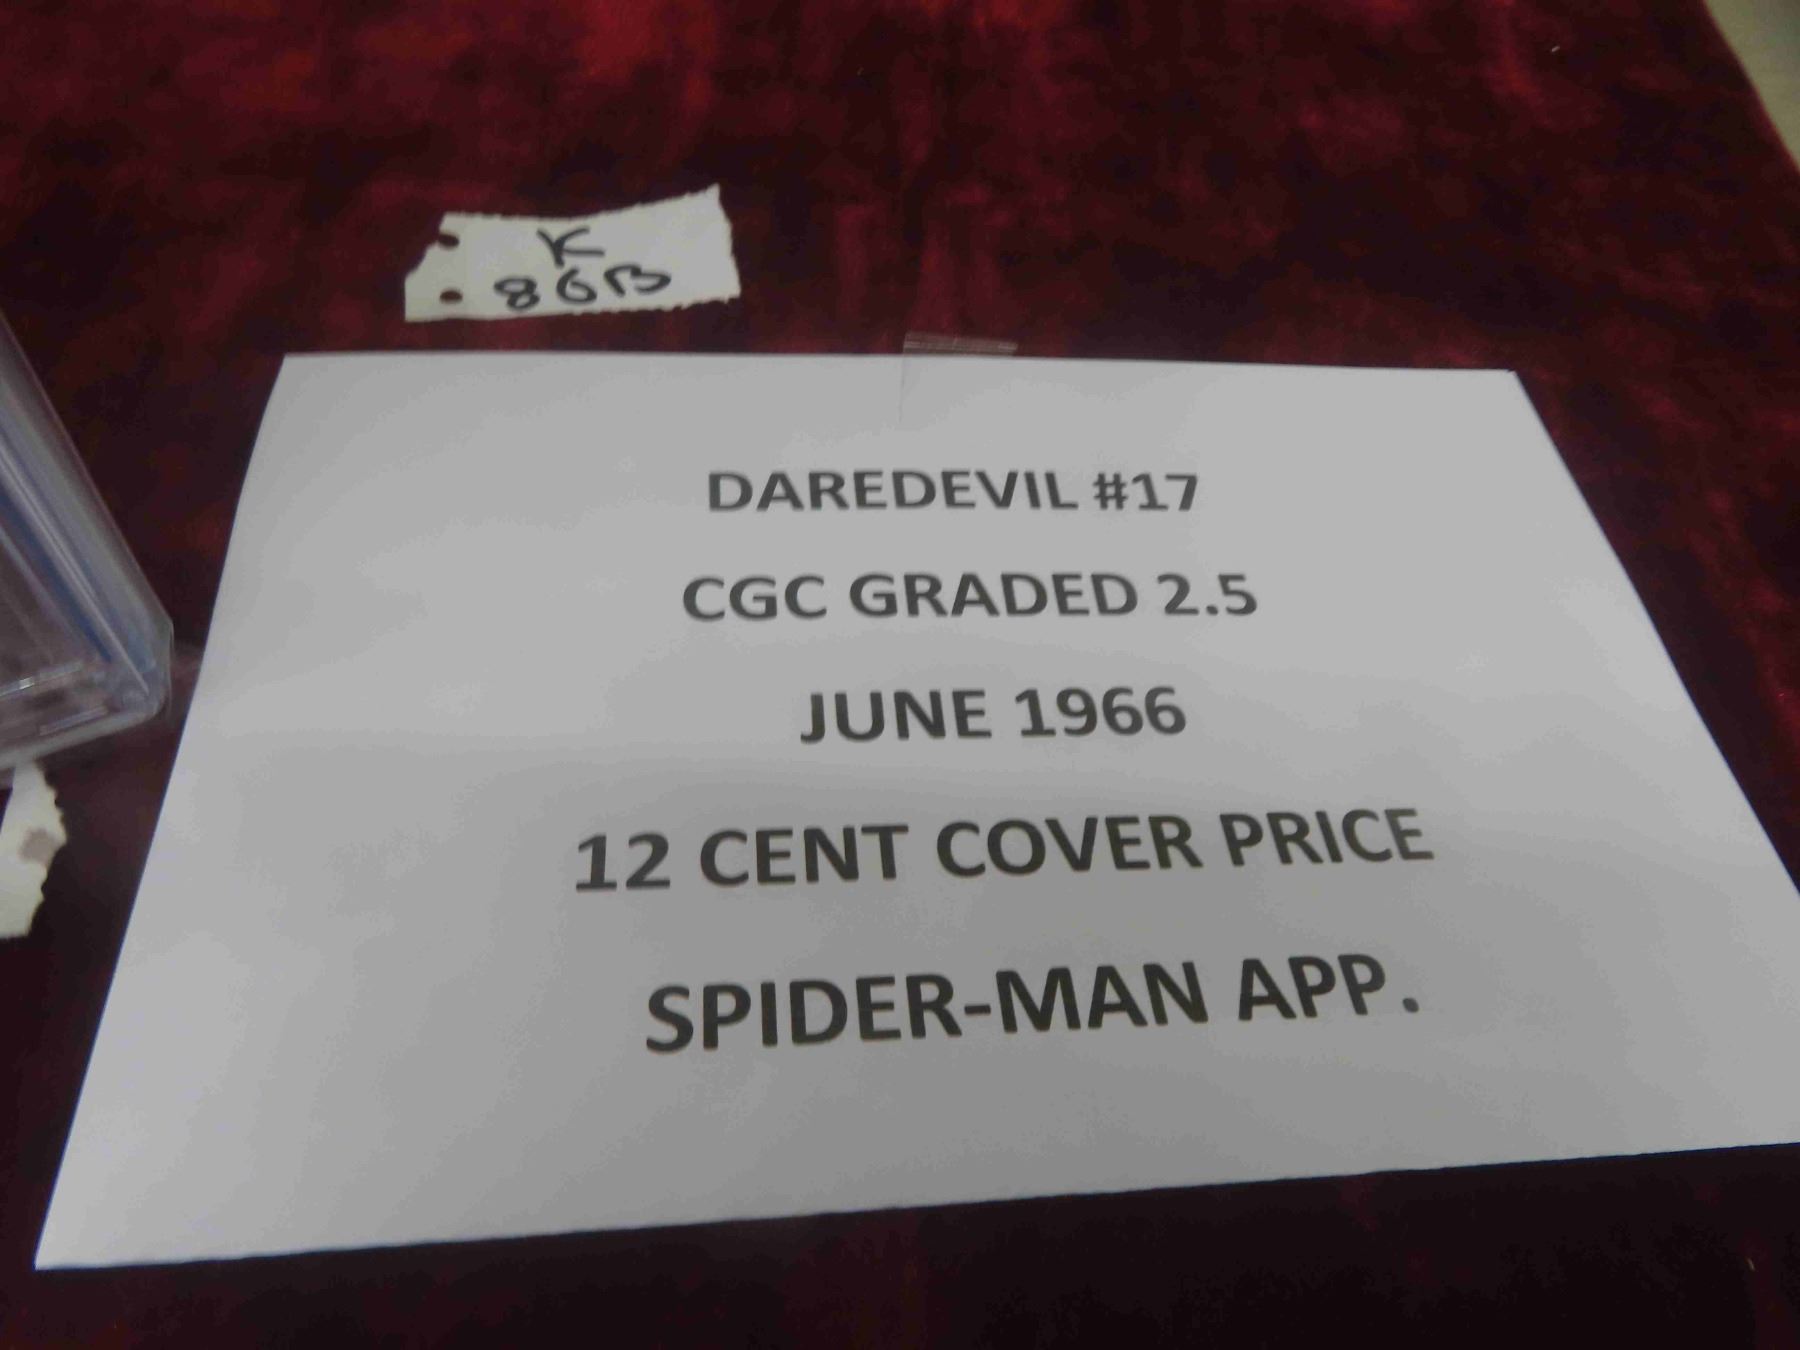 K
86B
DAREDEVIL #17
CGC GRADED 2.5
JUNE 1966
12 CENT COVER PRICE
SPIDER-MAN APP.